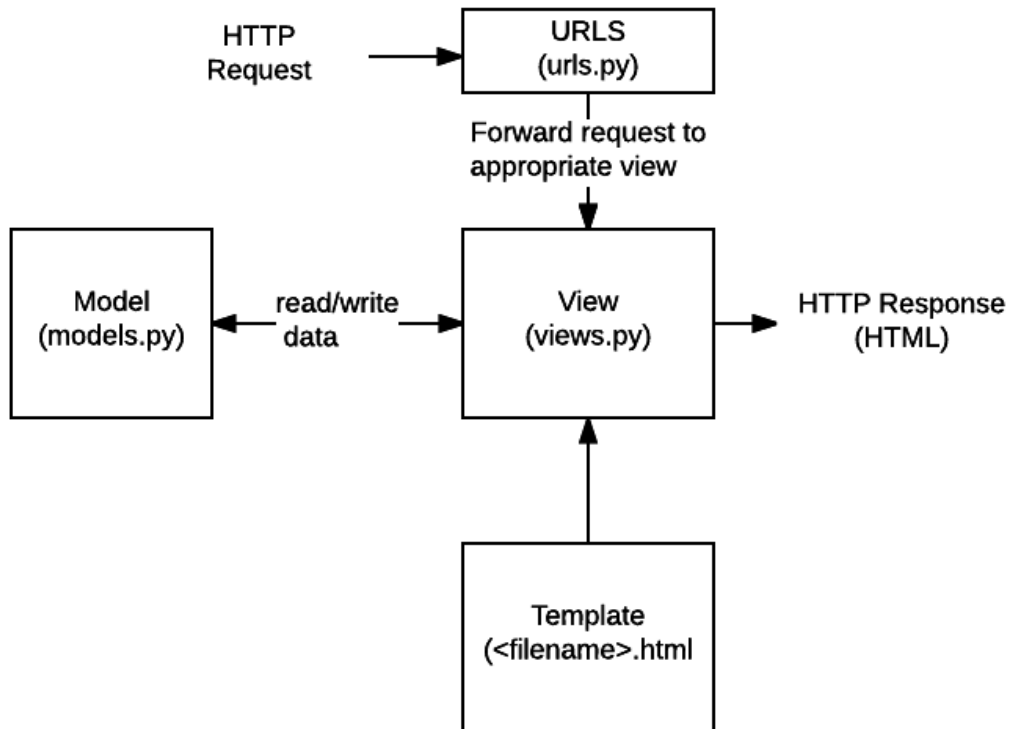 HTTP
Request
URLS
(urls.py)
Forward request to
appropriate view
Model
(models.py)
read/write
data
View
(views.py)
HTTP Response
(HTML)
Template
(<filename>.html